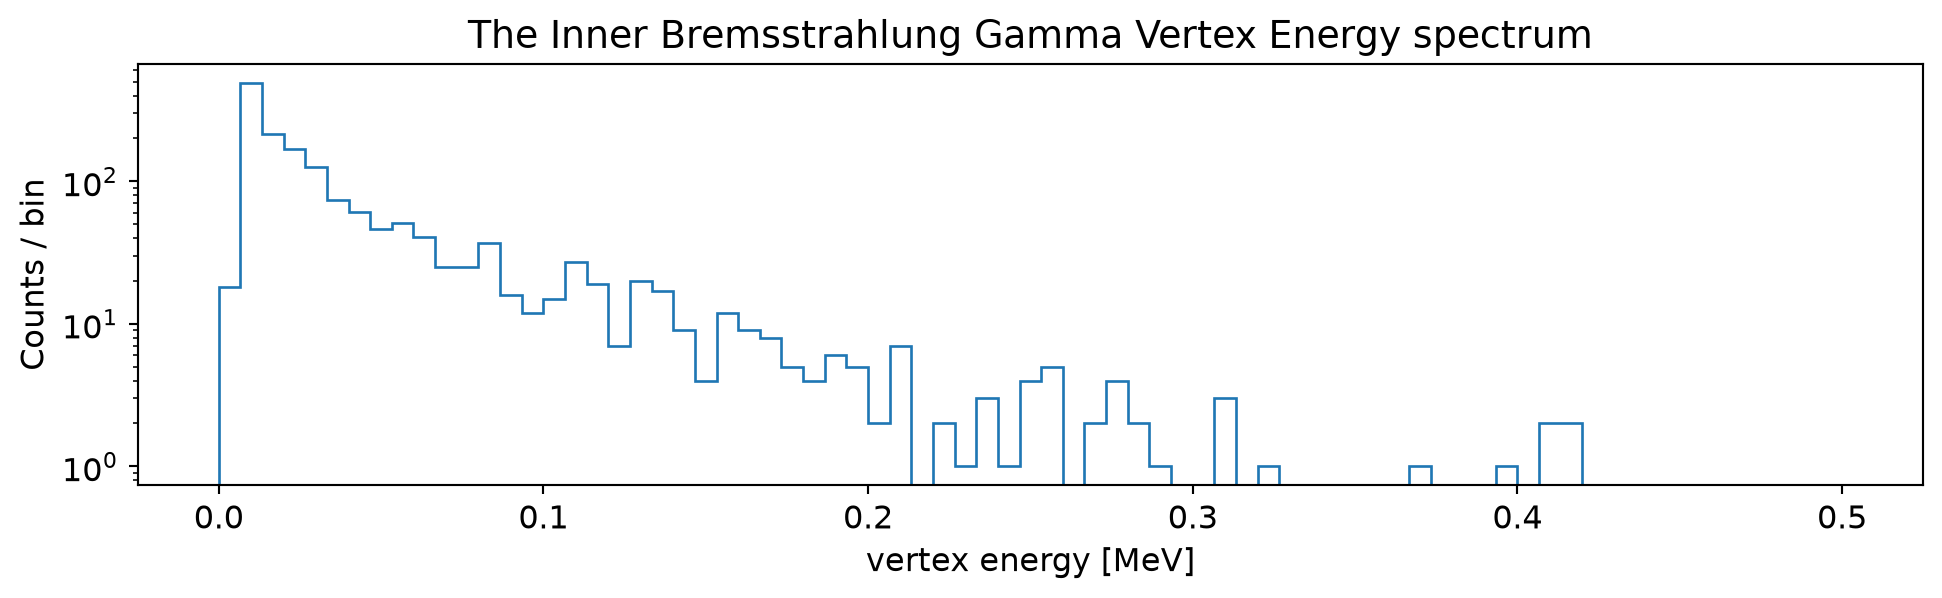 The Inner Bremsstrahlung Gamma Vertex Energy spectrum
Counts / bin
10²
10¹
10⁰
0.0 0.1 0.2 0.3 0.4 0.5
vertex energy [MeV]